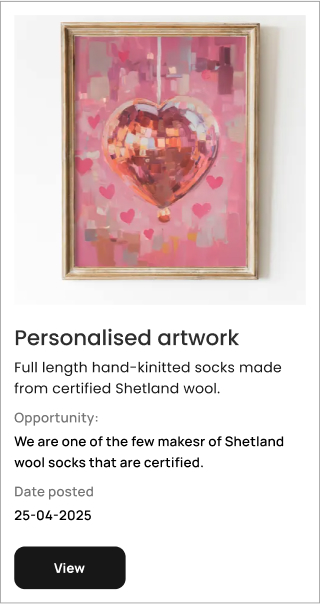 Personalised artwork
Full length hand-kinitted socks made
from certified Shetland wool.
Opportunity:
We are one of the few makesr of Shetland
wool socks that are certified.
Date posted
25-04-2025
View